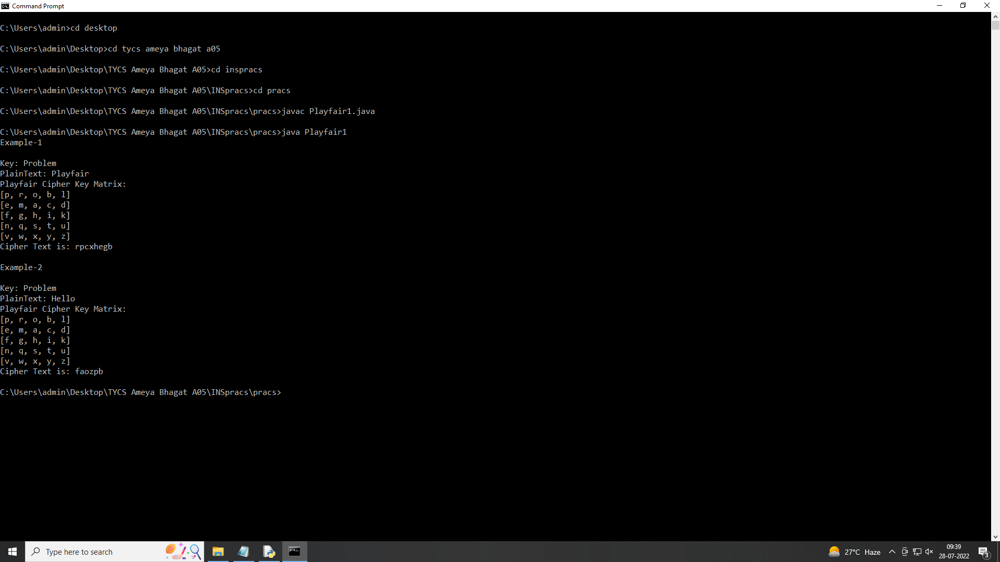 Command Prompt
C:\Users\admin>cd desktop
C:\Users\admin\Desktop>cd tycs ameya bhagat a05
C:\Users\admin\Desktop\TYCS Ameya Bhagat A05>cd inspracs
C:\Users\admin\Desktop\TYCS Ameya Bhagat A05\INSpracs>cd pracs
C:\Users\admin\Desktop\TYCS Ameya Bhagat A05\INSpracs\pracs>javac Playfair1.java
C:\Users\admin\Desktop\TYCS Ameya Bhagat A05\INSpracs\pracs>java Playfair1
Example-1
Key: Problem
PlainText: Playfair
Playfair Cipher Key Matrix:
[p, r, o, b, l]
[e, m, a, c, d]
[f, g, h, i, k]
[n, q, s, t, u]
[v, w, x, y, z]
Cipher Text is: rpcxhegb
Example-2
Key: Problem
PlainText: Hello
Playfair Cipher Key Matrix:
[p, r, o, b, l]
[e, m, a, c, d]
[f, g, h, i, k]
[n, q, s, t, u]
[v, w, x, y, z]
Cipher Text is: faozpb
C:\Users\admin\Desktop\TYCS Ameya Bhagat A05\INSpracs\pracs>
Type here to search
27°C Haze
09:39
28-07-2022
3